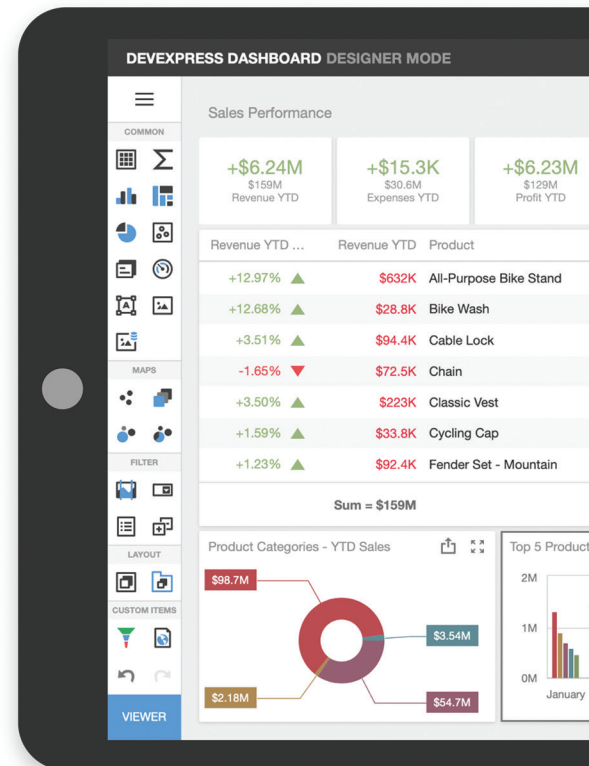 DEVEXPRESS DASHBOARD DESIGNER MODE
COMMON
MAPS
FILTER
LAYOUT
CUSTOM ITEMS
VIEWER
Sales Performance
+$6.24M
$159M
Revenue YTD
+$15.3K
$30.6M
Expenses YTD
+$6.23M
$129M
Profit YTD
Revenue YTD ... Revenue YTD Product
+12.97% $632K All-Purpose Bike Stand
+12.68% $28.8K Bike Wash
+3.51% $94.4K Cable Lock
-1.65% $72.5K Chain
+3.50% $223K Classic Vest
+1.59% $33.8K Cycling Cap
+1.23% $92.4K Fender Set - Mountain
Sum = $159M
Product Categories - YTD Sales
$98.7M
$3.54M
$2.18M
$54.7M
Top 5 Product
2M
1M
0M
January